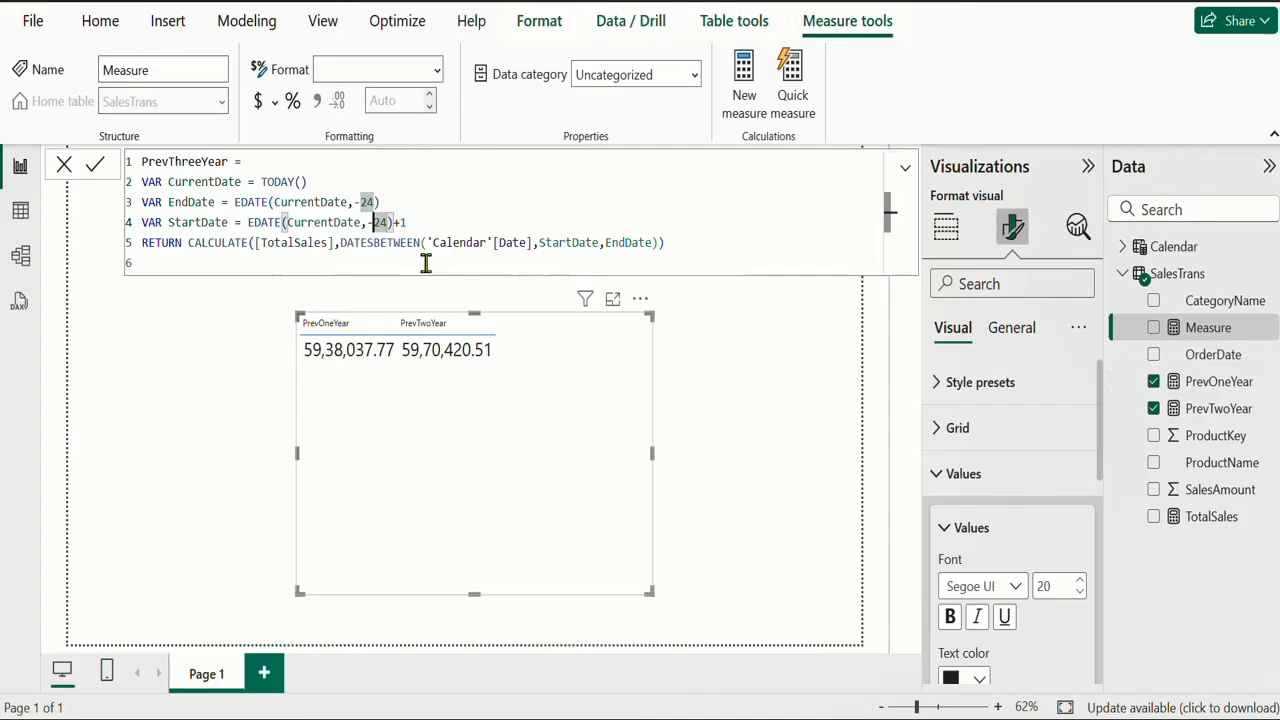 File Home Insert Modeling View Optimize Help Format Data / Drill Table tools Measure tools Share
Name Measure
Home table SalesTrans
Structure
$% Format
$ % , .00 Auto
Formatting
Data category Uncategorized
Properties
New measure
Quick measure
Calculations
1 PrevThreeYear =
2 VAR CurrentDate = TODAY()
3 VAR EndDate = EDATE(CurrentDate,-24)
4 VAR StartDate = EDATE(CurrentDate,-24)+1
5 RETURN CALCULATE([TotalSales],DATESBETWEEN('Calendar'[Date],StartDate,EndDate))
6
PrevOneYear PrevTwoYear
59,38,037.77 59,70,420.51
Visualizations
Format visual
Search
Visual General
Style presets
Grid
Values
Values
Font
Segoe UI 20
B I U
Text color
Data
Search
Calendar
SalesTrans
CategoryName
Measure
OrderDate
PrevOneYear
PrevTwoYear
ProductKey
ProductName
SalesAmount
TotalSales
DAX
Page 1 +
Page 1 of 1
- + 62% Update available (click to download)